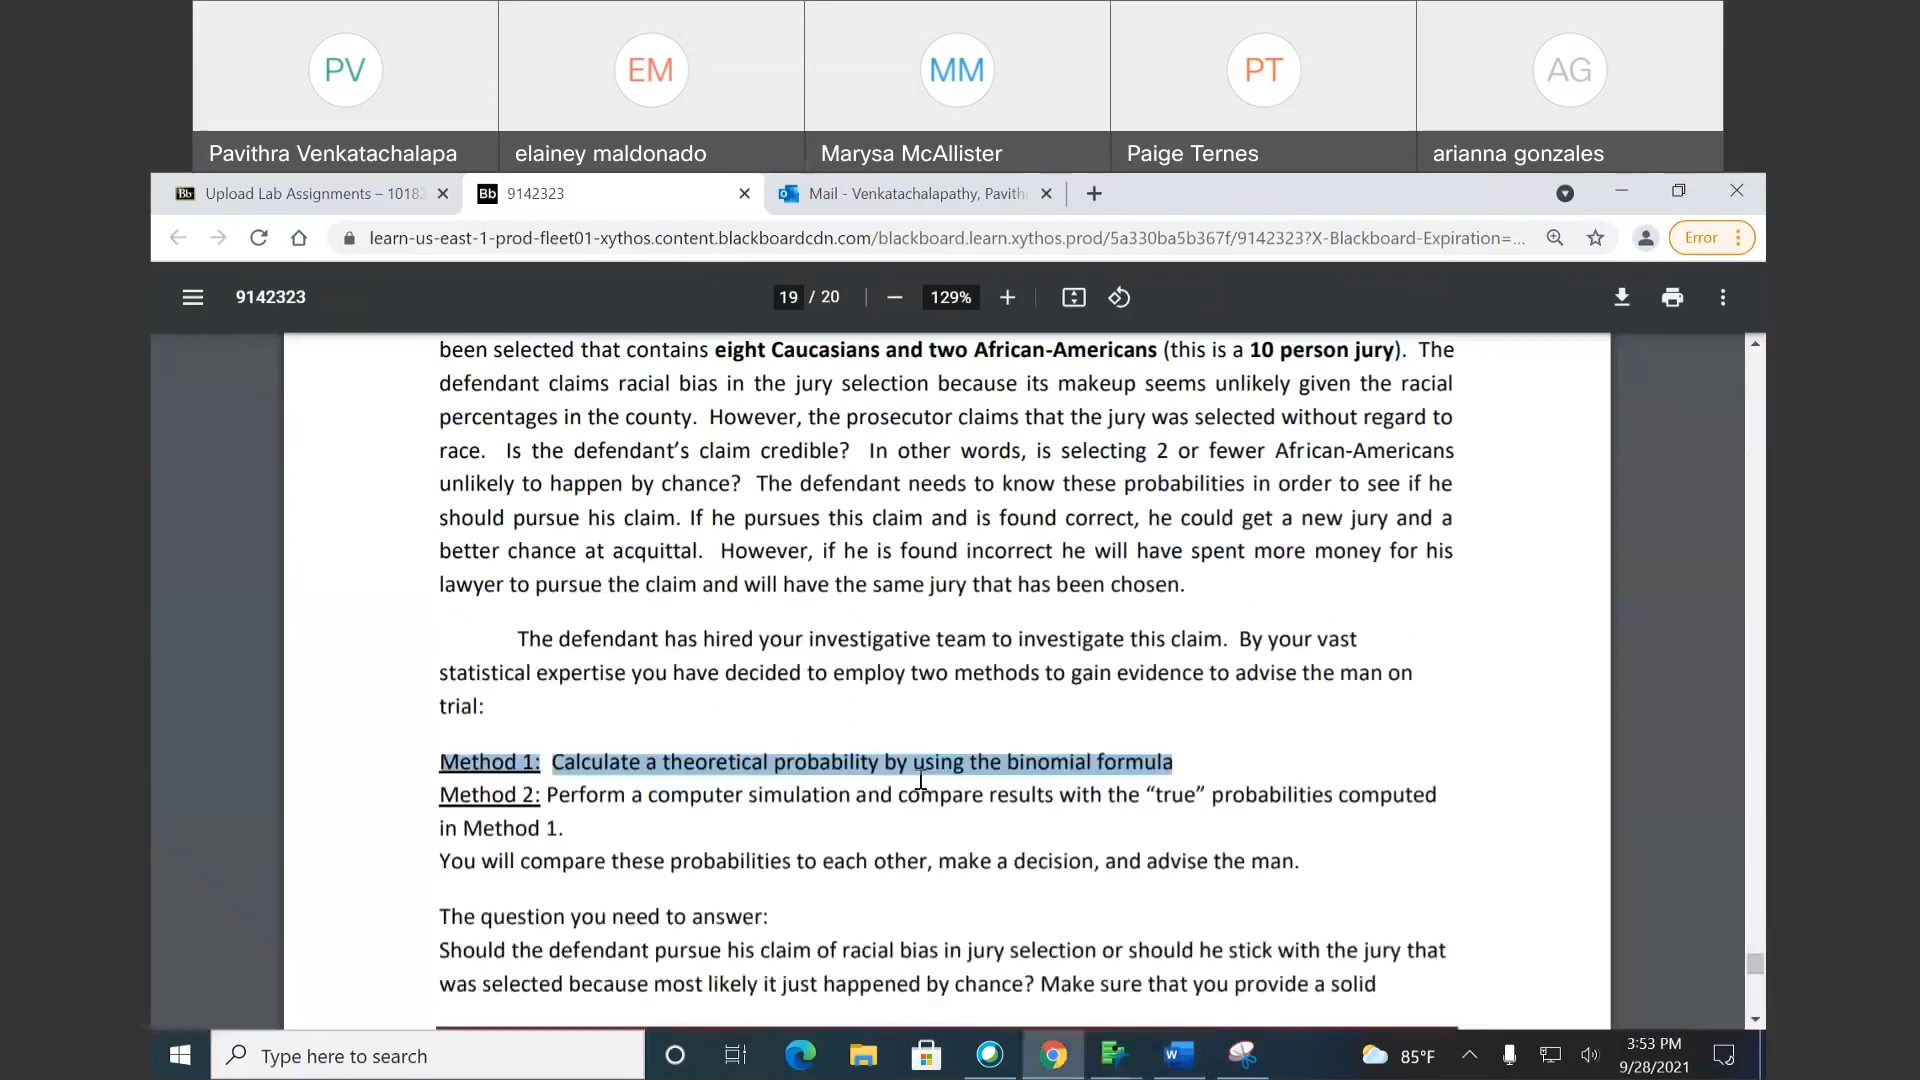 PV
EM
MM
PT
AG
Pavithra Venkatachalapa
elainey maldonado
Marysa McAllister
Paige Ternes
arianna gonzales
Bb Upload Lab Assignments – 10182
Bb 9142323
Mail - Venkatachalapathy, Pavith
learn-us-east-1-prod-fleet01-xythos.content.blackboardcdn.com/blackboard.learn.xythos.prod/5a330ba5b367f/9142323?X-Blackboard-Expiration=...
Error
9142323
19 / 20
129%
been selected that contains eight Caucasians and two African-Americans (this is a 10 person jury). The
defendant claims racial bias in the jury selection because its makeup seems unlikely given the racial
percentages in the county. However, the prosecutor claims that the jury was selected without regard to
race. Is the defendant's claim credible? In other words, is selecting 2 or fewer African-Americans
unlikely to happen by chance? The defendant needs to know these probabilities in order to see if he
should pursue his claim. If he pursues this claim and is found correct, he could get a new jury and a
better chance at acquittal. However, if he is found incorrect he will have spent more money for his
lawyer to pursue the claim and will have the same jury that has been chosen.
The defendant has hired your investigative team to investigate this claim. By your vast
statistical expertise you have decided to employ two methods to gain evidence to advise the man on
trial:
Method 1: Calculate a theoretical probability by using the binomial formula
Method 2: Perform a computer simulation and compare results with the “true” probabilities computed
in Method 1.
You will compare these probabilities to each other, make a decision, and advise the man.
The question you need to answer:
Should the defendant pursue his claim of racial bias in jury selection or should he stick with the jury that
was selected because most likely it just happened by chance? Make sure that you provide a solid
Type here to search
85°F
3:53 PM
9/28/2021